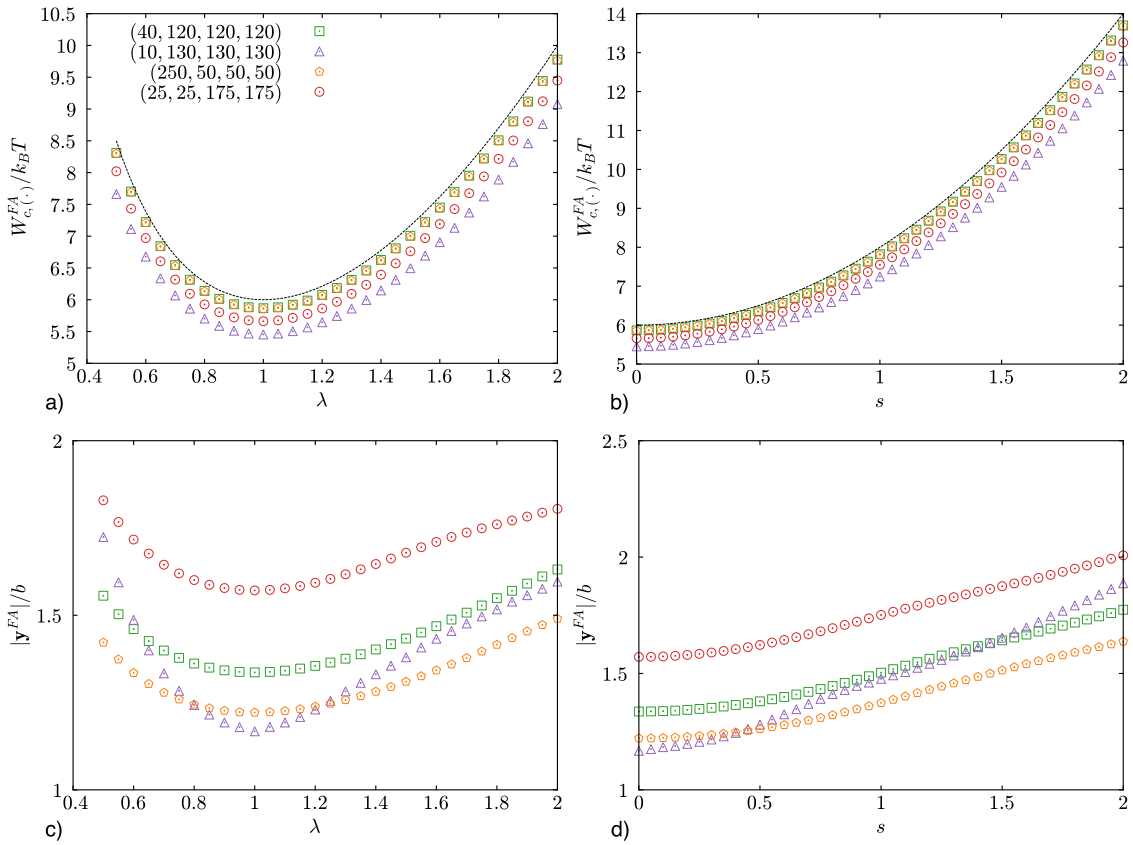 10.5
10
9.5
9
8.5
8
7.5
7
6.5
6
5.5
5
0.4 0.6 0.8 1 1.2 1.4 1.6 1.8 2
W_{c,(·)}^{FA}/k_BT
λ
a)
(40, 120, 120, 120)
(10, 130, 130, 130)
(250, 50, 50, 50)
(25, 25, 175, 175)
14
13
12
11
10
9
8
7
6
5
0 0.5 1 1.5 2
W_{c,(·)}^{FA}/k_BT
s
b)
2
1.5
1
0.4 0.6 0.8 1 1.2 1.4 1.6 1.8 2
|y^{FA}|/b
λ
c)
2.5
2
1.5
1
0 0.5 1 1.5 2
|y^{FA}|/b
s
d)